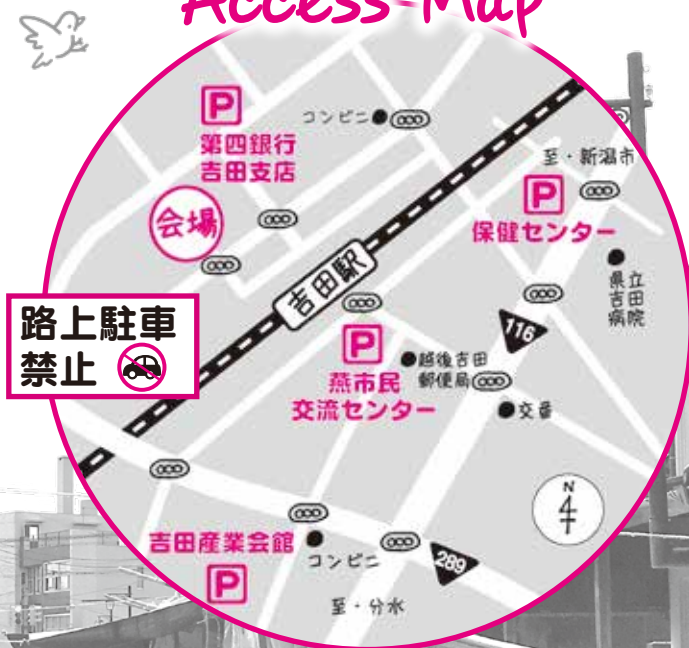 Access Map
P
第四銀行
吉田支店
コンビニ
至・新潟市
会場
P
保健センター
吉田駅
県立
吉田
病院
路上駐車
禁止
116
P
燕市民
交流センター
越後吉田
郵便局
交番
N
吉田産業会館
P
コンビニ
289
至・分水